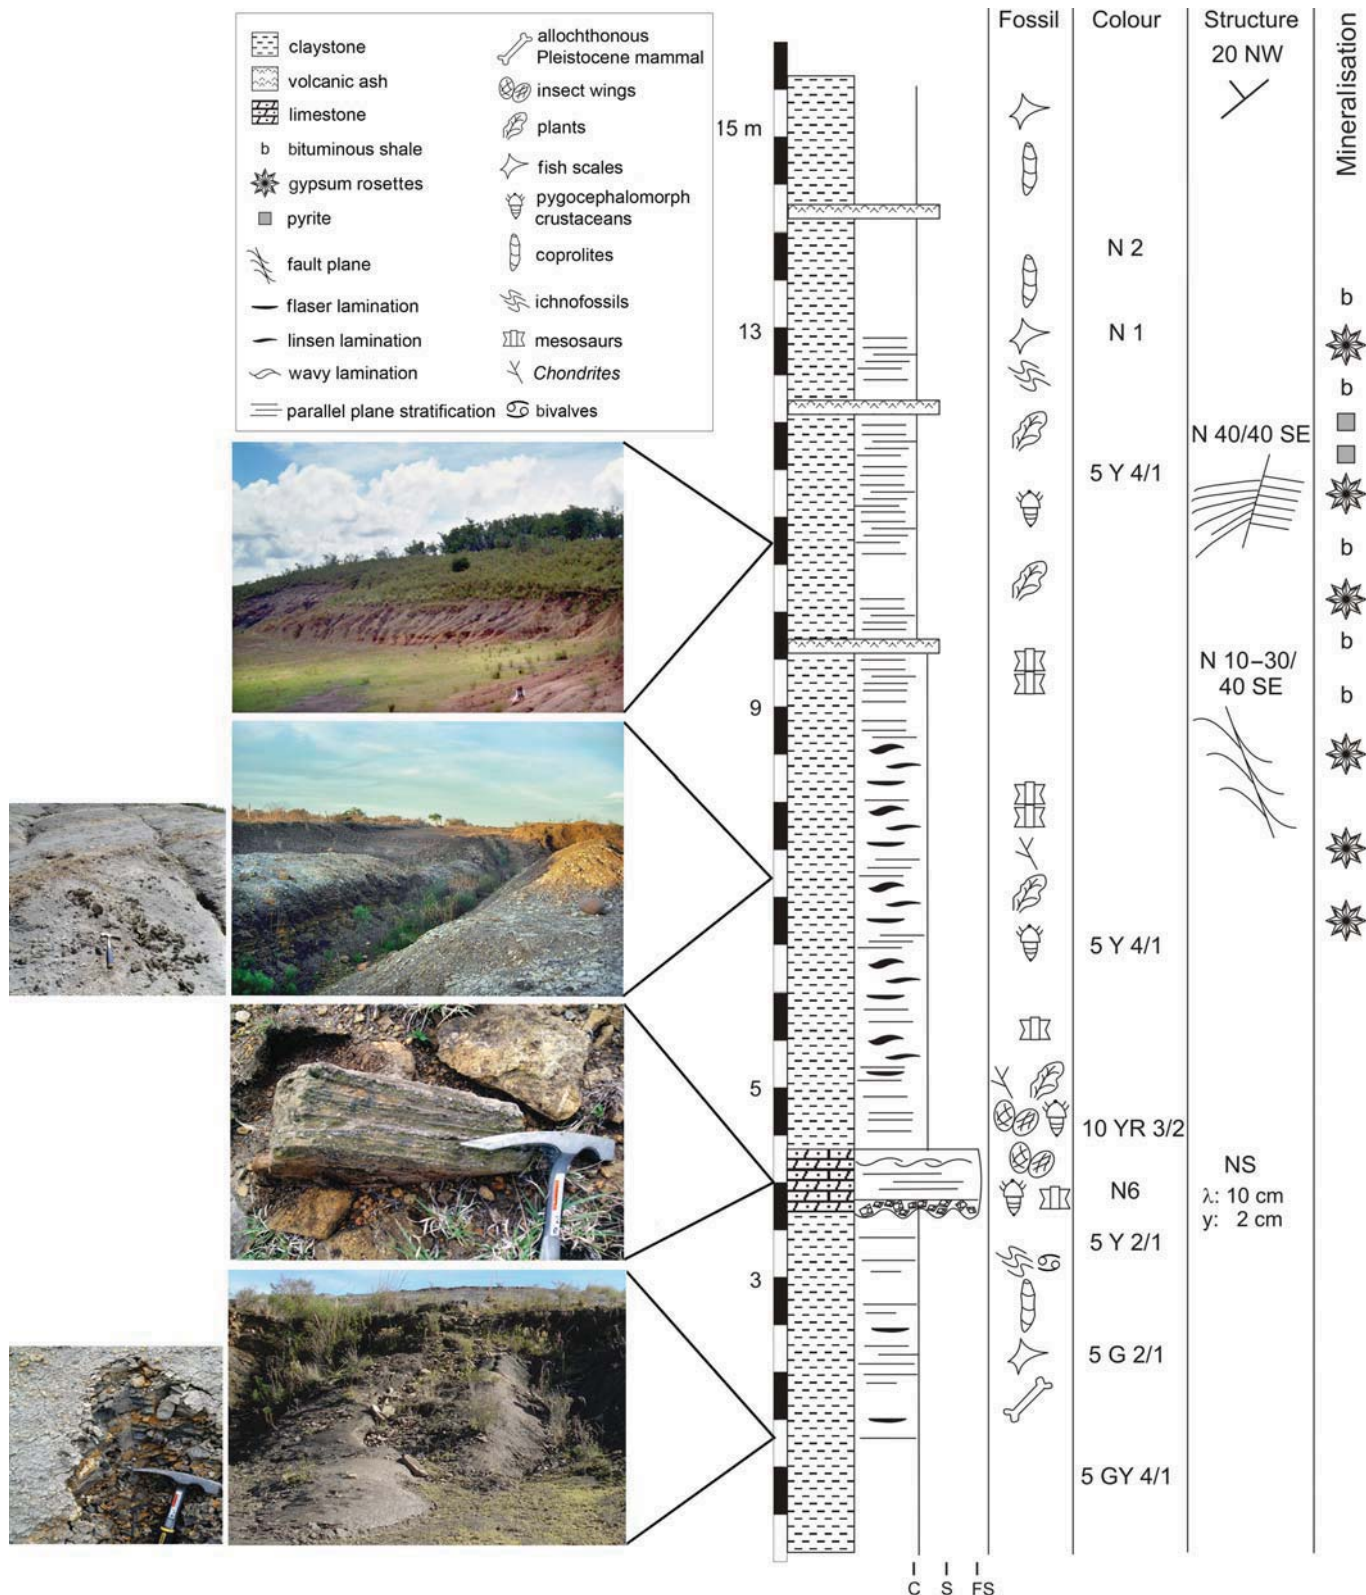 Fossil
Colour
Structure
Mineralisation
claystone
volcanic ash
limestone
b bituminous shale
gypsum rosettes
pyrite
fault plane
flaser lamination
linsen lamination
wavy lamination
parallel plane stratification
allochthonous
Pleistocene mammal
insect wings
plants
fish scales
pygocephalomorph
crustaceans
coprolites
ichnofossils
mesosaurs
Chondrites
bivalves
15 m
13
9
5
3
C S FS
N 2
N 1
5 Y 4/1
5 Y 4/1
10 YR 3/2
N6
5 Y 2/1
5 G 2/1
5 GY 4/1
20 NW
N 40/40 SE
N 10–30/
40 SE
NS
λ: 10 cm
y: 2 cm
b
b
b
b
b